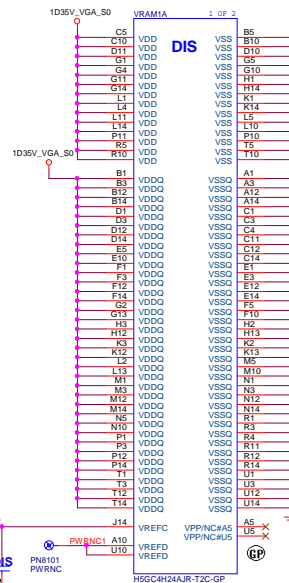 1D35V_VGA_S0 VRAM1A 1 OF 2
DIS
C5 VDD VSS B5
C10 VDD VSS B10
D11 VDD VSS D10
G1 VDD VSS G5
G4 VDD VSS G10
G11 VDD VSS H1
G14 VDD VSS H14
L1 VDD VSS K1
L4 VDD VSS K14
L11 VDD VSS L5
L14 VDD VSS L10
P11 VDD VSS P10
R5 VDD VSS T5
R10 VDD VSS T10
1D35V_VGA_S0
B1 VDDQ VSSQ A1
B3 VDDQ VSSQ A3
B12 VDDQ VSSQ A12
B14 VDDQ VSSQ A14
D1 VDDQ VSSQ C1
D3 VDDQ VSSQ C3
D12 VDDQ VSSQ C4
D14 VDDQ VSSQ C11
E5 VDDQ VSSQ C12
E10 VDDQ VSSQ C14
F1 VDDQ VSSQ E1
F3 VDDQ VSSQ E3
F12 VDDQ VSSQ E12
F14 VDDQ VSSQ E14
G2 VDDQ VSSQ F5
G13 VDDQ VSSQ F10
H3 VDDQ VSSQ H2
H12 VDDQ VSSQ H13
K3 VDDQ VSSQ K2
K12 VDDQ VSSQ K13
L2 VDDQ VSSQ M5
L13 VDDQ VSSQ M10
M1 VDDQ VSSQ N1
M3 VDDQ VSSQ N3
M12 VDDQ VSSQ N12
M14 VDDQ VSSQ N14
N5 VDDQ VSSQ R1
N10 VDDQ VSSQ R3
P1 VDDQ VSSQ R4
P3 VDDQ VSSQ R11
P12 VDDQ VSSQ R12
P14 VDDQ VSSQ R14
T1 VDDQ VSSQ U1
T3 VDDQ VSSQ U3
T12 VDDQ VSSQ U12
T14 VDDQ VSSQ U14
J14 VREFC VPP/NC#A5 A5
VPP/NC#U5 U5
PWRNC1 A10 VREFD
U10 VREFD
GP
PN8101
PWRNC
H5GC4H24AJR-T2C-GP